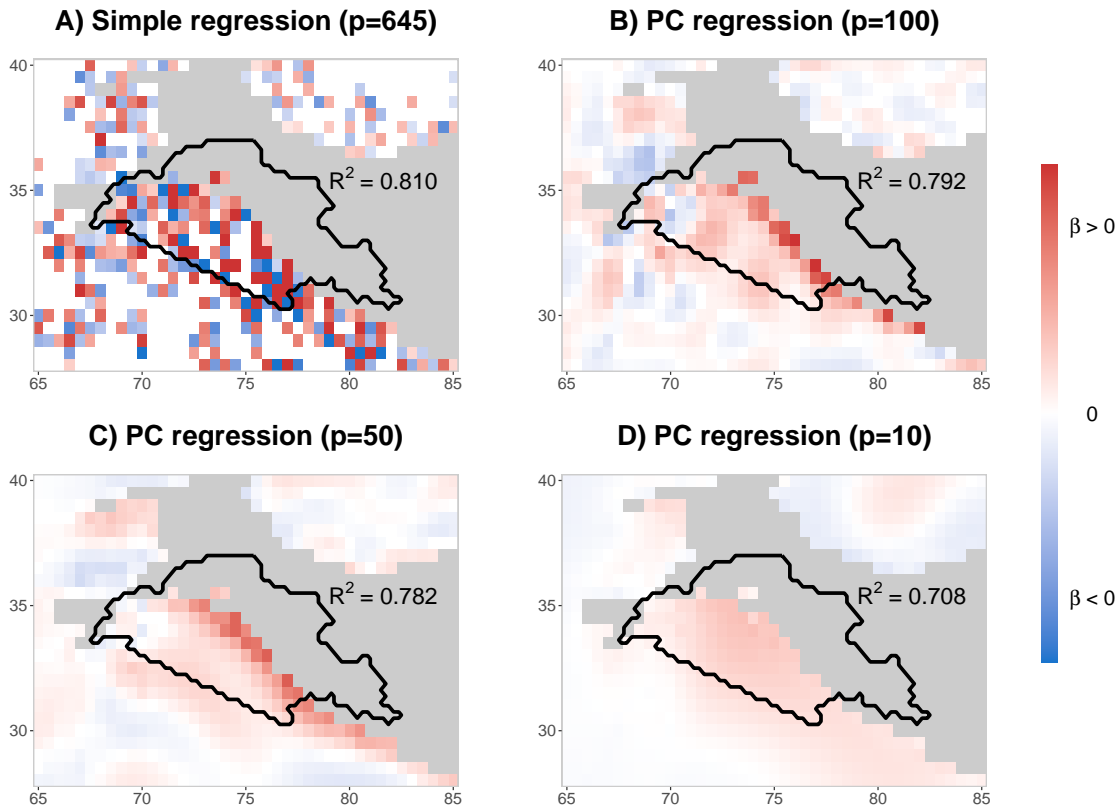 A) Simple regression (p=645)
B) PC regression (p=100)
40
35
30
R² = 0.810
65 70 75 80 85
40
35
30
R² = 0.792
65 70 75 80 85
β > 0
0
β < 0
C) PC regression (p=50)
D) PC regression (p=10)
40
35
30
R² = 0.782
65 70 75 80 85
40
35
30
R² = 0.708
65 70 75 80 85